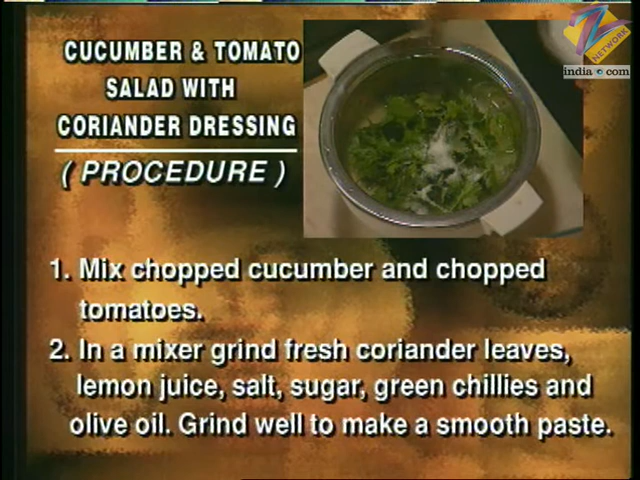 CUCUMBER & TOMATO
SALAD WITH
CORIANDER DRESSING
( PROCEDURE )
Z
NETWORK
india.com
1. Mix chopped cucumber and chopped
tomatoes.
2. In a mixer grind fresh coriander leaves,
lemon juice, salt, sugar, green chillies and
olive oil. Grind well to make a smooth paste.